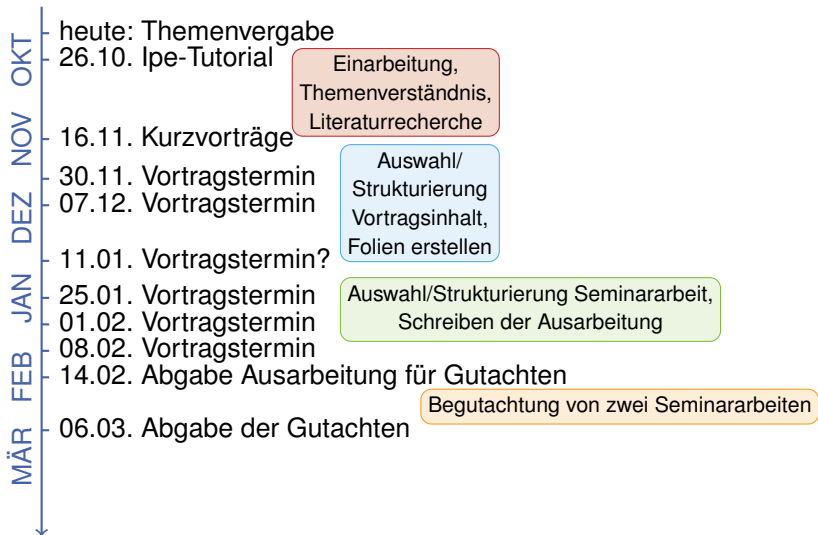 OKT
NOV
DEZ
JAN
FEB
MÄR
heute: Themenvergabe
26.10. Ipe-Tutorial
Einarbeitung,
Themenverständnis,
Literaturrecherche
16.11. Kurzvorträge
30.11. Vortragstermin
07.12. Vortragstermin
Auswahl/
Strukturierung
Vortragsinhalt,
Folien erstellen
11.01. Vortragstermin?
25.01. Vortragstermin
01.02. Vortragstermin
08.02. Vortragstermin
Auswahl/Strukturierung Seminararbeit,
Schreiben der Ausarbeitung
14.02. Abgabe Ausarbeitung für Gutachten
Begutachtung von zwei Seminararbeiten
06.03. Abgabe der Gutachten